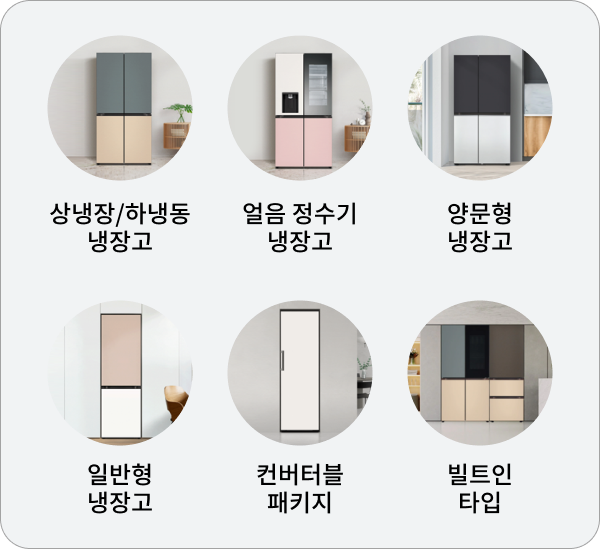 상냉장/하냉동
냉장고
얼음 정수기
냉장고
양문형
냉장고
일반형
냉장고
컨버터블
패키지
빌트인
타입